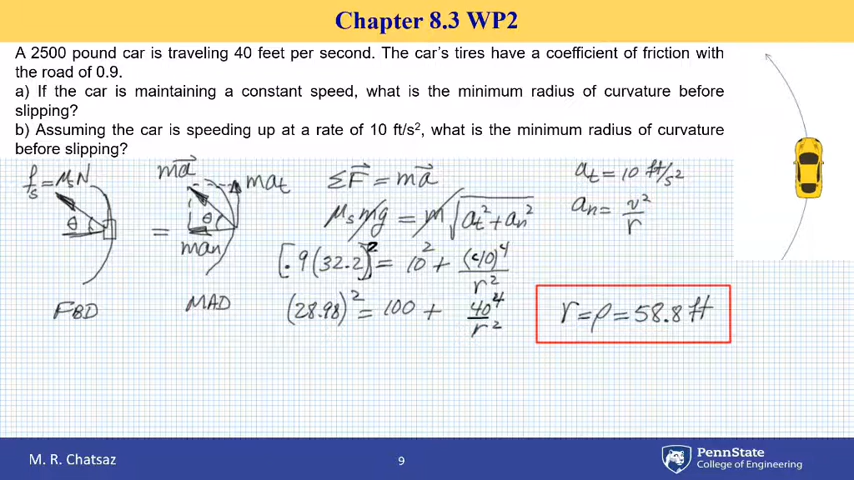 Chapter 8.3 WP2
A 2500 pound car is traveling 40 feet per second. The car's tires have a coefficient of friction with
the road of 0.9.
a) If the car is maintaining a constant speed, what is the minimum radius of curvature before
slipping?
b) Assuming the car is speeding up at a rate of 10 ft/s², what is the minimum radius of curvature
before slipping?
fs = μsN
θ
FBD
=
ma⃗
mat
θ
man
MAD
ΣF⃗ = ma⃗
μs mg = m √(at² + an²)
[.9(32.2)]² = 10² + (40)⁴/r²
(28.98)² = 100 + 40⁴/r²
at = 10 ft/s²
an = v²/r
r = ρ = 58.8 ft
M. R. Chatsaz
9
PennState
College of Engineering